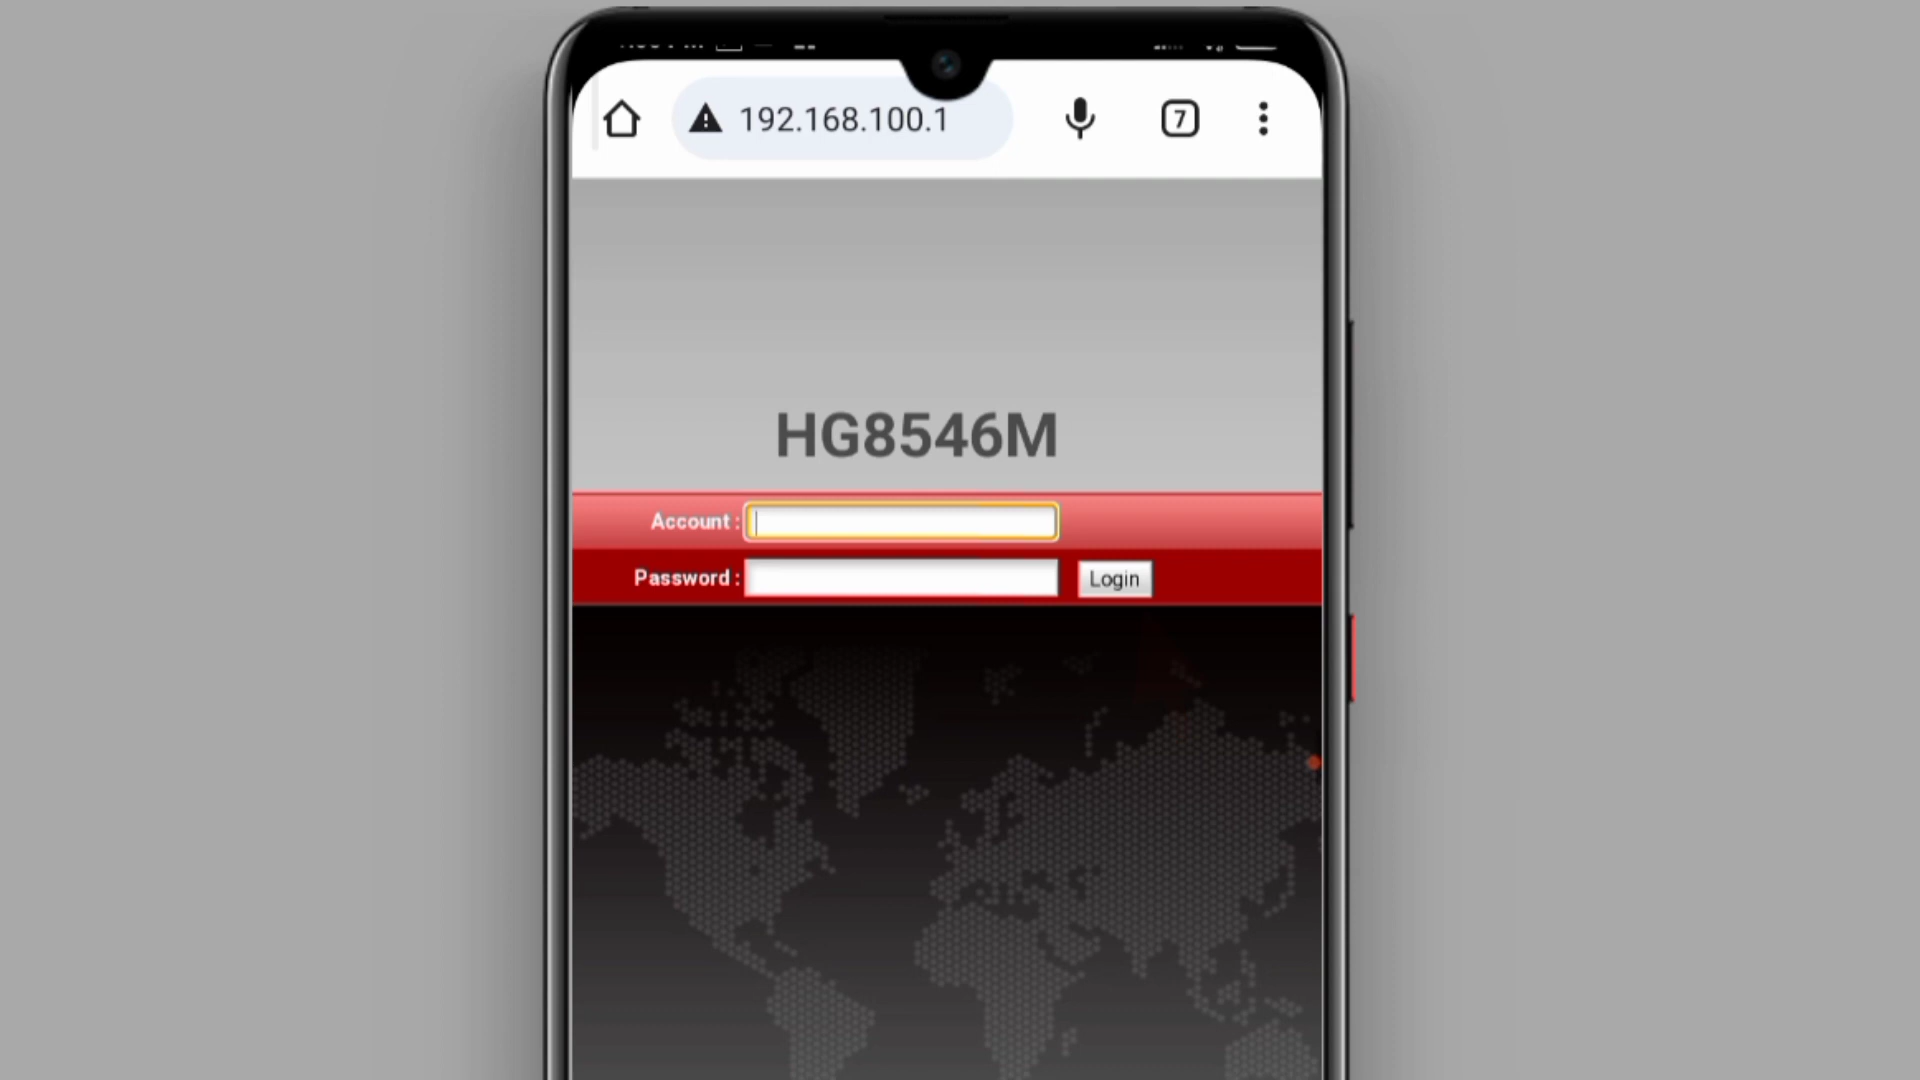 192.168.100.1
7
HG8546M
Account :
Password :
Login